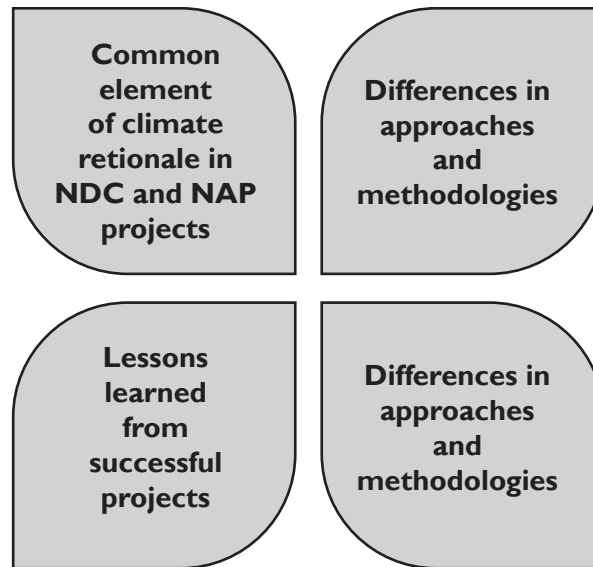 Common
element
of climate
retionale in
NDC and NAP
projects
Differences in
approaches
and
methodologies
Lessons
learned
from
successful
projects
Differences in
approaches
and
methodologies